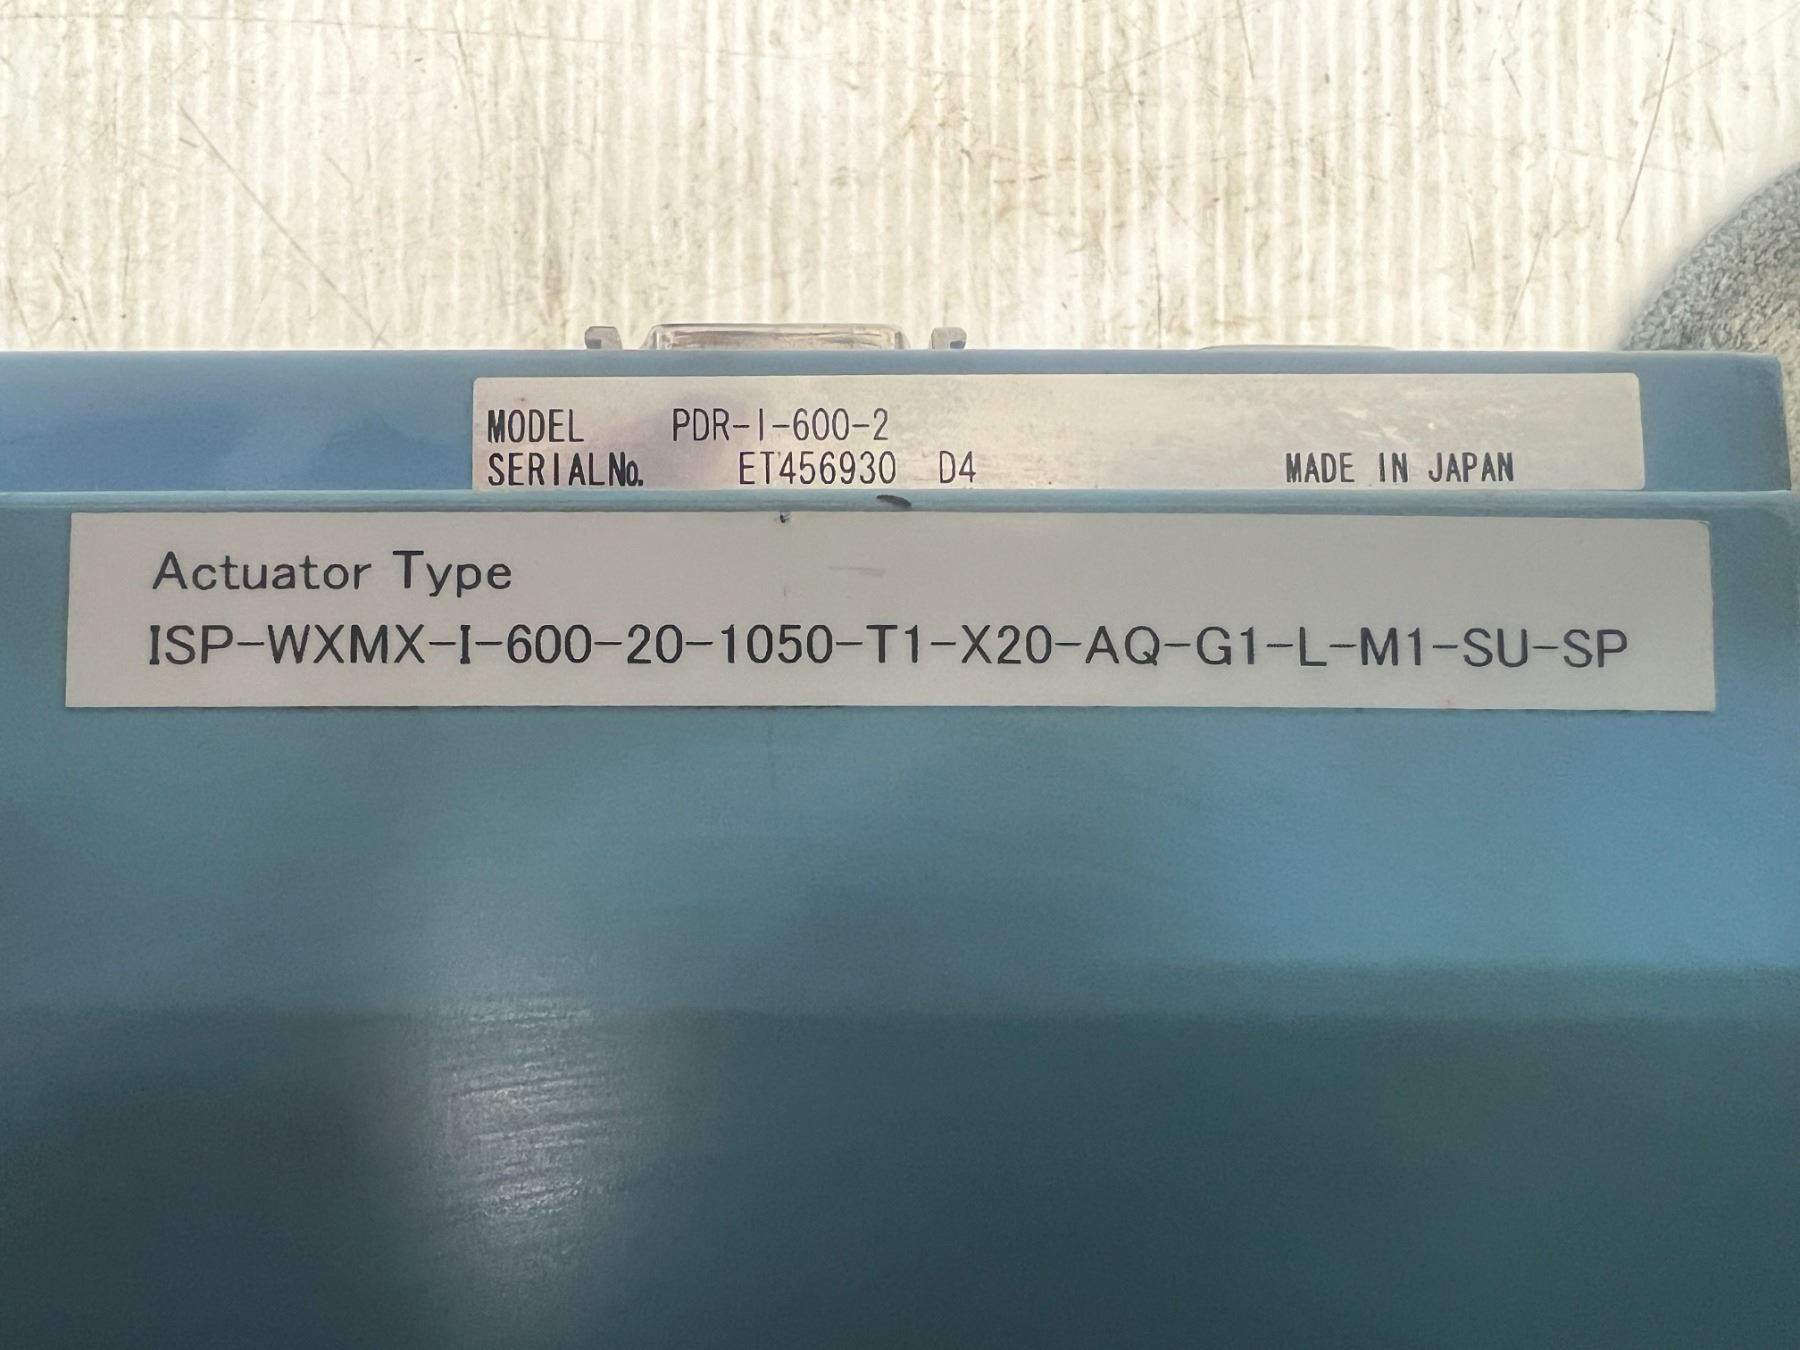 MODEL PDR-I-600-2
SERIALNo. ET456930 D4 MADE IN JAPAN
Actuator Type
ISP-WXMX-I-600-20-1050-T1-X20-AQ-G1-L-M1-SU-SP